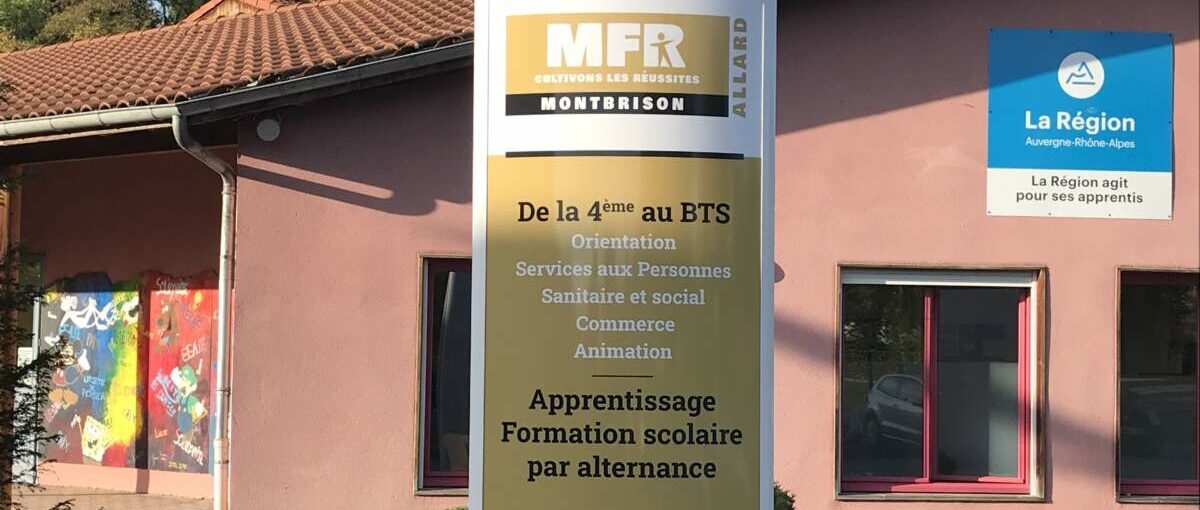 MFR
CULTIVONS LES RÉUSSITES
MONTBRISON
ALLARD
De la 4ème au BTS
Orientation
Services aux Personnes
Sanitaire et social
Commerce
Animation
Apprentissage
Formation scolaire
par alternance
La Région
Auvergne-Rhône-Alpes
La Région agit
pour ses apprentis